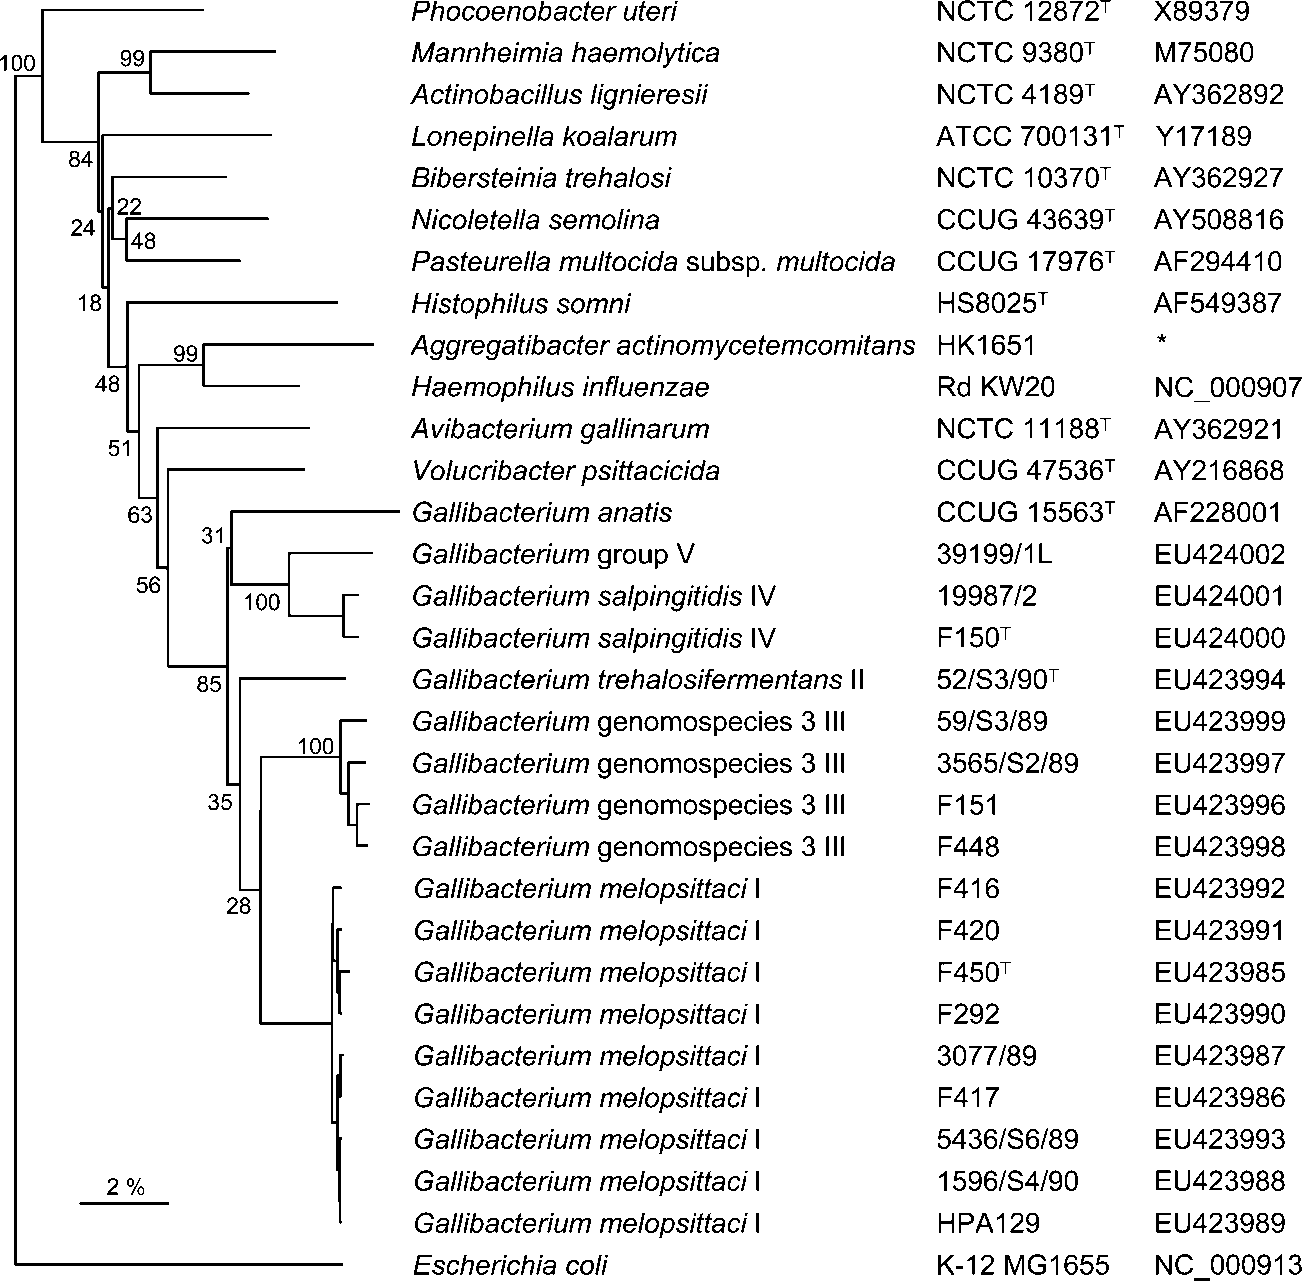 Phocoenobacter uteri NCTC 12872ᵀ X89379
100 99 Mannheimia haemolytica NCTC 9380ᵀ M75080
Actinobacillus lignieresii NCTC 4189ᵀ AY362892
84 Lonepinella koalarum ATCC 700131ᵀ Y17189
Bibersteinia trehalosi NCTC 10370ᵀ AY362927
24 22 Nicoletella semolina CCUG 43639ᵀ AY508816
48 Pasteurella multocida subsp. multocida CCUG 17976ᵀ AF294410
18 Histophilus somni HS8025ᵀ AF549387
99 Aggregatibacter actinomycetemcomitans HK1651 *
48 Haemophilus influenzae Rd KW20 NC_000907
51 Avibacterium gallinarum NCTC 11188ᵀ AY362921
Volucribacter psittacicida CCUG 47536ᵀ AY216868
63 31 Gallibacterium anatis CCUG 15563ᵀ AF228001
56 Gallibacterium group V 39199/1L EU424002
100 Gallibacterium salpingitidis IV 19987/2 EU424001
Gallibacterium salpingitidis IV F150ᵀ EU424000
85 Gallibacterium trehalosifermentans II 52/S3/90ᵀ EU423994
Gallibacterium genomospecies 3 III 59/S3/89 EU423999
100 Gallibacterium genomospecies 3 III 3565/S2/89 EU423997
35 Gallibacterium genomospecies 3 III F151 EU423996
Gallibacterium genomospecies 3 III F448 EU423998
28 Gallibacterium melopsittaci I F416 EU423992
Gallibacterium melopsittaci I F420 EU423991
Gallibacterium melopsittaci I F450ᵀ EU423985
Gallibacterium melopsittaci I F292 EU423990
Gallibacterium melopsittaci I 3077/89 EU423987
Gallibacterium melopsittaci I F417 EU423986
Gallibacterium melopsittaci I 5436/S6/89 EU423993
2 % Gallibacterium melopsittaci I 1596/S4/90 EU423988
Gallibacterium melopsittaci I HPA129 EU423989
Escherichia coli K-12 MG1655 NC_000913